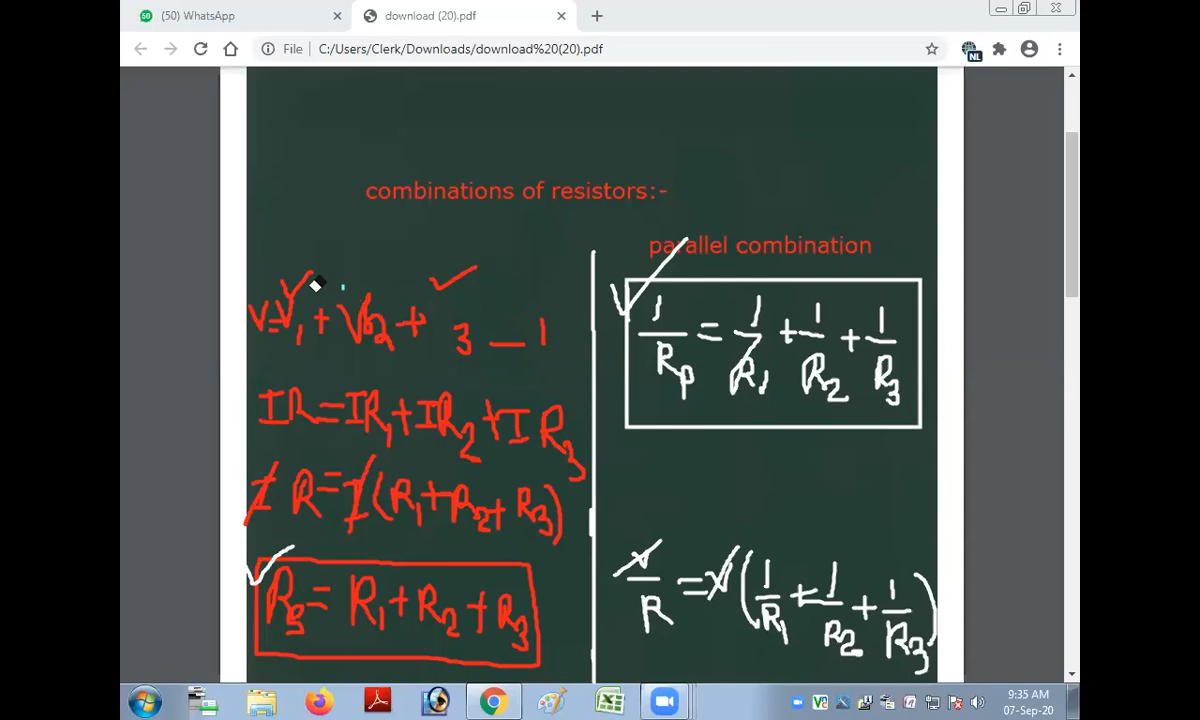 (50) WhatsApp
download (20).pdf
File
C:/Users/Clerk/Downloads/download%20(20).pdf
NL
combinations of resistors:-
parallel combination
V=V₁ + V₂ + 3 — 1
IR=IR₁+IR₂+IR₃
I R=I(R₁+R₂+R₃)
Rs= R₁+R₂+R₃
1/Rp = 1/R₁ + 1/R₂ + 1/R₃
V/R = V(1/R₁ + 1/R₂ + 1/R₃)
9:35 AM
07-Sep-20